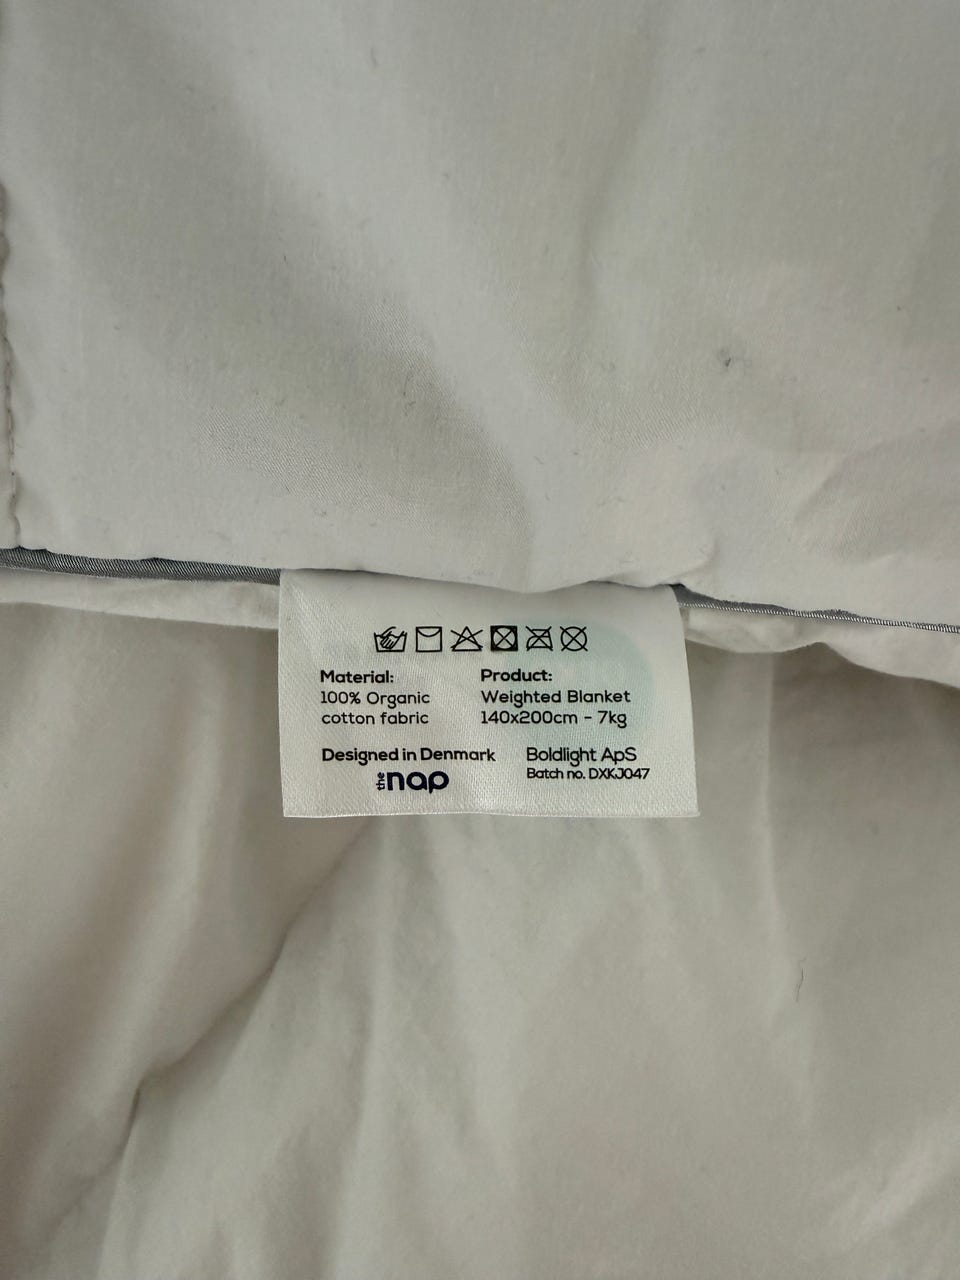 Material:
100% Organic
cotton fabric
Product:
Weighted Blanket
140x200cm - 7kg
Designed in Denmark
the nap
Boldlight ApS
Batch no. DXKJ047